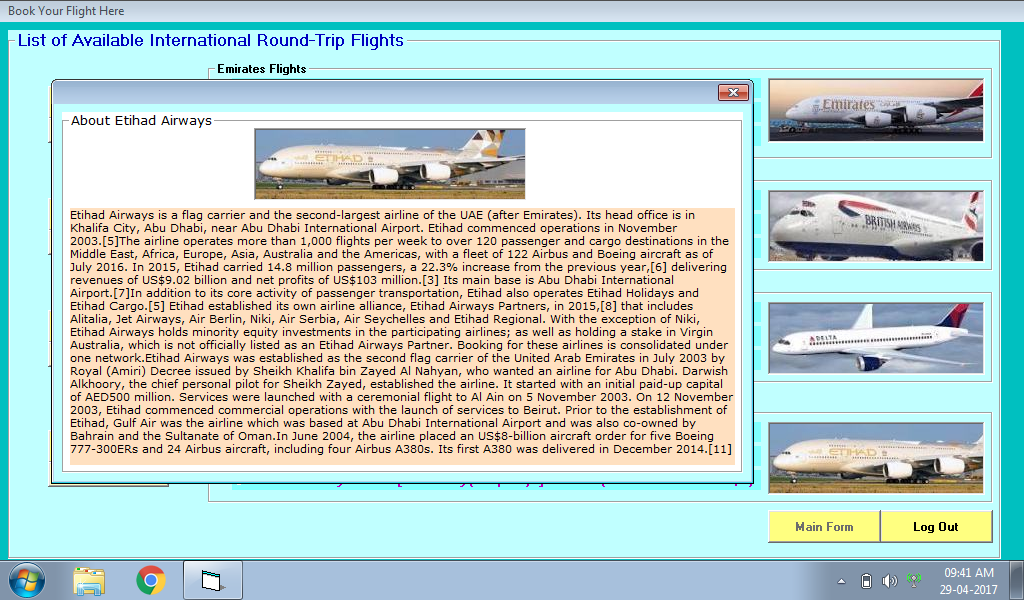 Book Your Flight Here
List of Available International Round-Trip Flights
Emirates Flights
Emirates
About Etihad Airways
ETIHAD
Etihad Airways is a flag carrier and the second-largest airline of the UAE (after Emirates). Its head office is in
Khalifa City, Abu Dhabi, near Abu Dhabi International Airport. Etihad commenced operations in November
2003.[5]The airline operates more than 1,000 flights per week to over 120 passenger and cargo destinations in the
Middle East, Africa, Europe, Asia, Australia and the Americas, with a fleet of 122 Airbus and Boeing aircraft as of
July 2016. In 2015, Etihad carried 14.8 million passengers, a 22.3% increase from the previous year,[6] delivering
revenues of US$9.02 billion and net profits of US$103 million.[3] Its main base is Abu Dhabi International
Airport.[7]In addition to its core activity of passenger transportation, Etihad also operates Etihad Holidays and
Etihad Cargo.[5] Etihad established its own airline alliance, Etihad Airways Partners, in 2015,[8] that includes
Alitalia, Jet Airways, Air Berlin, Niki, Air Serbia, Air Seychelles and Etihad Regional. With the exception of Niki,
Etihad Airways holds minority equity investments in the participating airlines; as well as holding a stake in Virgin
Australia, which is not officially listed as an Etihad Airways Partner. Booking for these airlines is consolidated under
one network.Etihad Airways was established as the second flag carrier of the United Arab Emirates in July 2003 by
Royal (Amiri) Decree issued by Sheikh Khalifa bin Zayed Al Nahyan, who wanted an airline for Abu Dhabi. Darwish
Alkhoory, the chief personal pilot for Sheikh Zayed, established the airline. It started with an initial paid-up capital
of AED500 million. Services were launched with a ceremonial flight to Al Ain on 5 November 2003. On 12 November
2003, Etihad commenced commercial operations with the launch of services to Beirut. Prior to the establishment of
Etihad, Gulf Air was the airline which was based at Abu Dhabi International Airport and was also co-owned by
Bahrain and the Sultanate of Oman.In June 2004, the airline placed an US$8-billion aircraft order for five Boeing
777-300ERs and 24 Airbus aircraft, including four Airbus A380s. Its first A380 was delivered in December 2014.[11]
BRITISH AIRWAYS
DELTA
ETIHAD
Main Form
Log Out
09:41 AM
29-04-2017